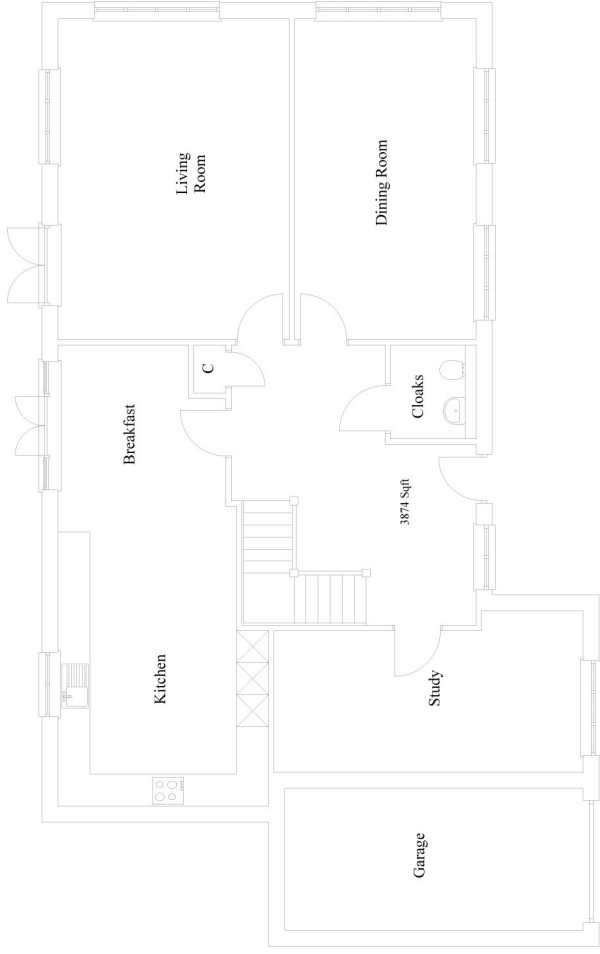 Living
Room
Dining Room
C
Breakfast
Cloaks
3874 Sqft
Kitchen
Study
Garage